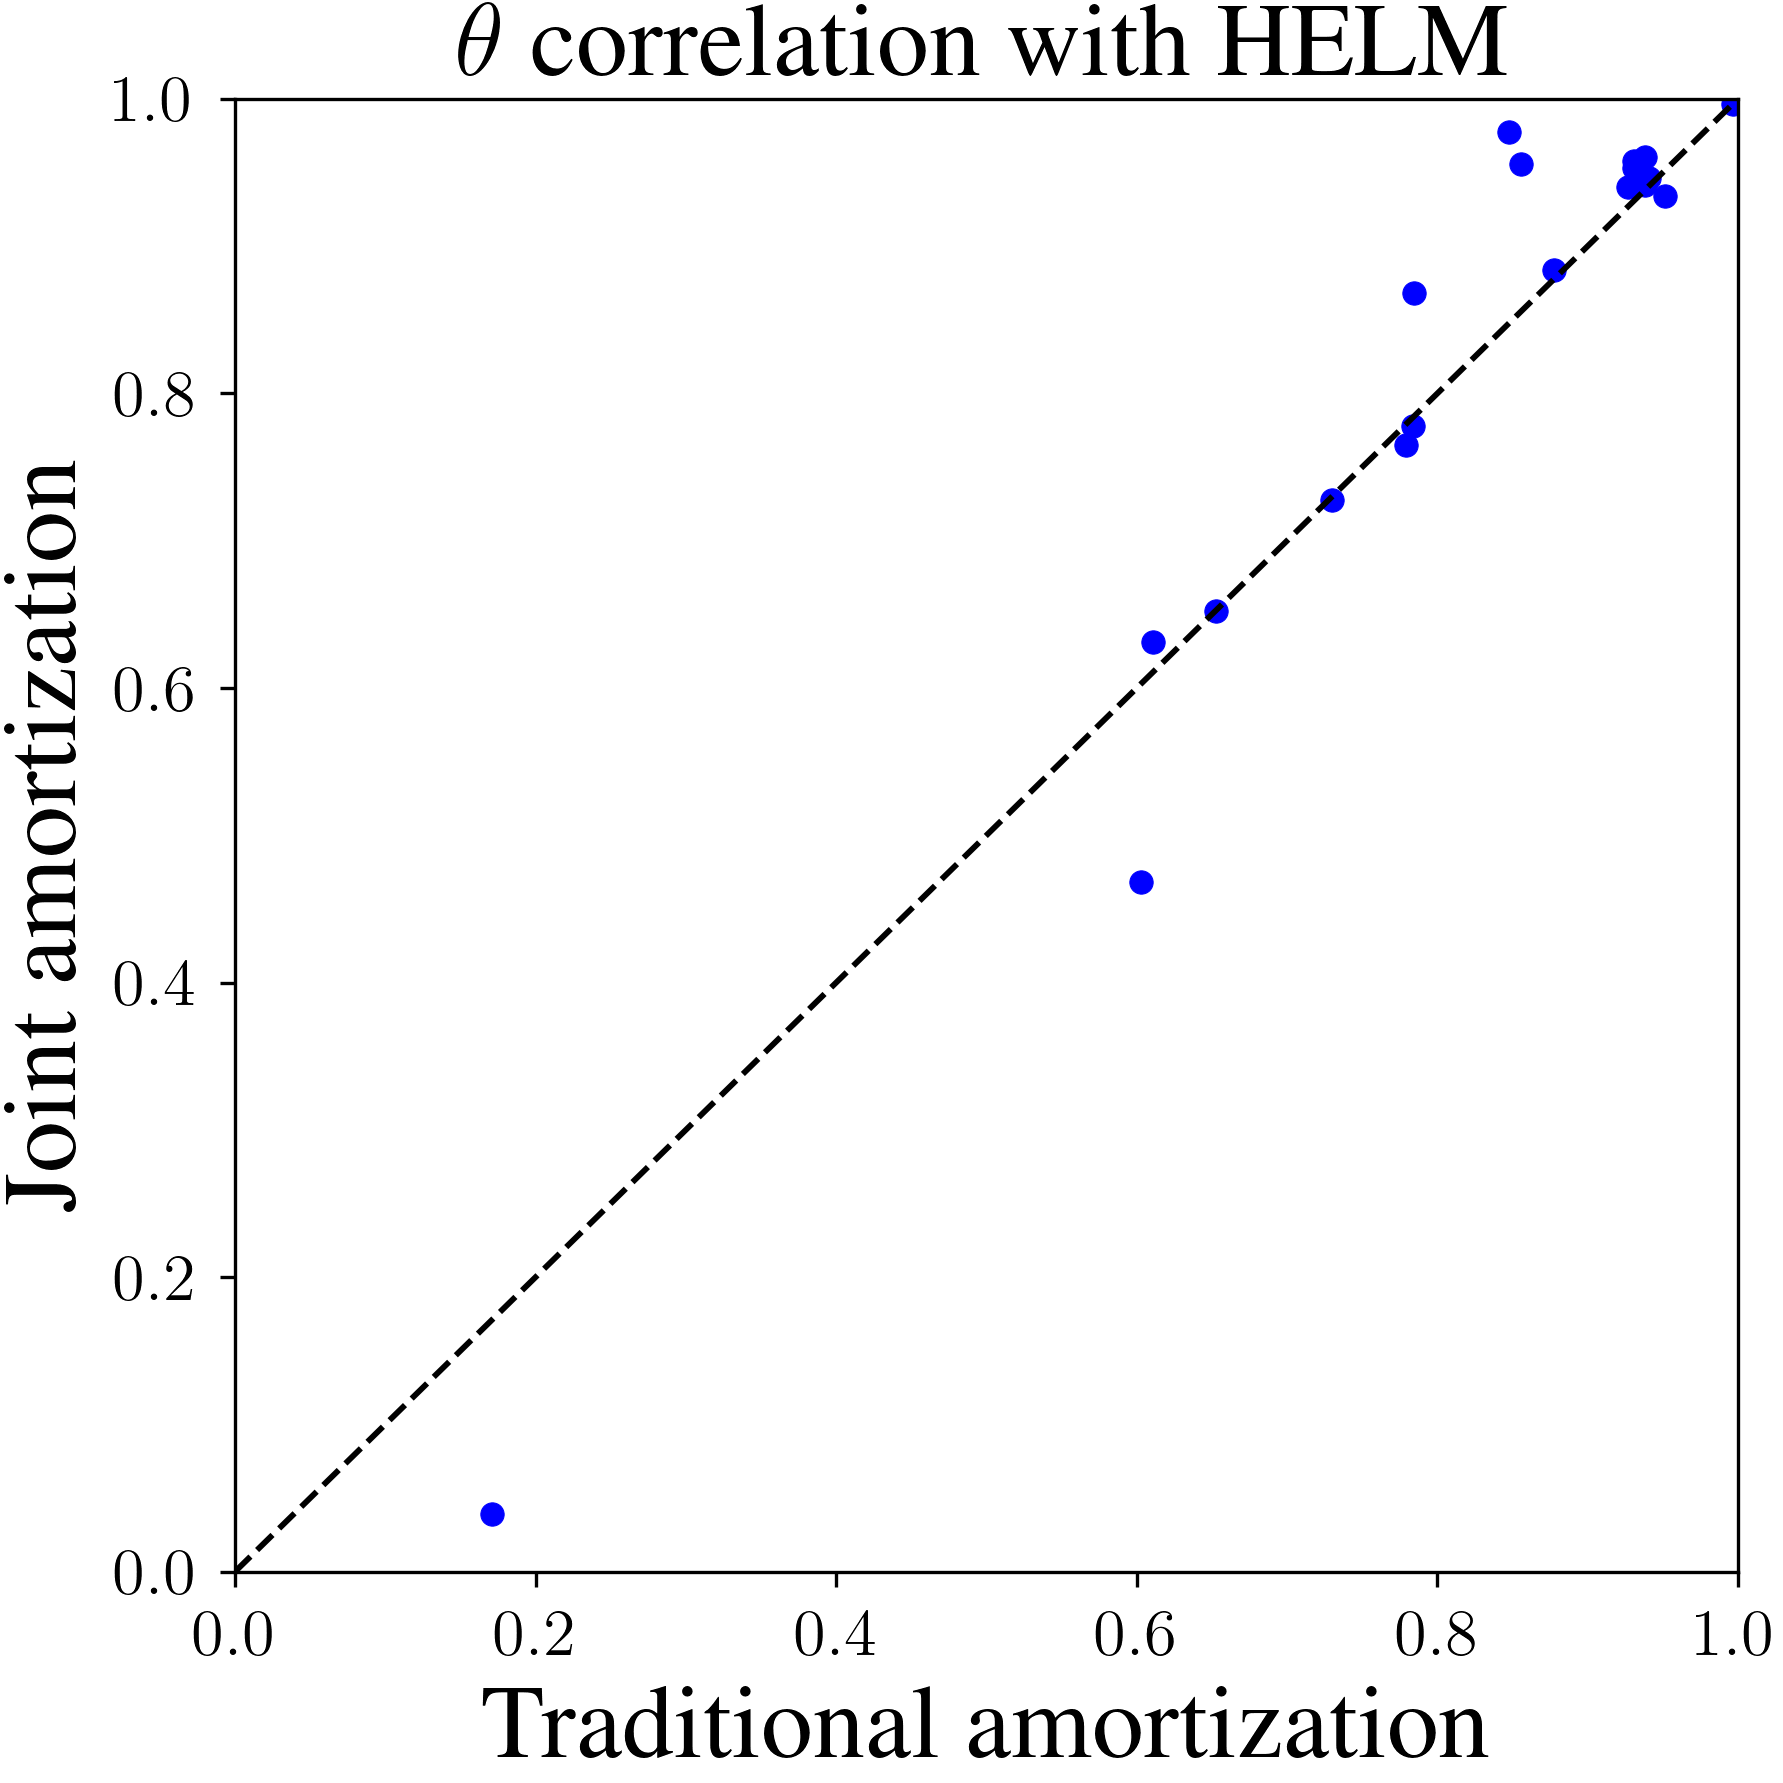 θ correlation with HELM
1.0
0.8
0.6
0.4
0.2
0.0
Joint amortization
0.0 0.2 0.4 0.6 0.8 1.0
Traditional amortization